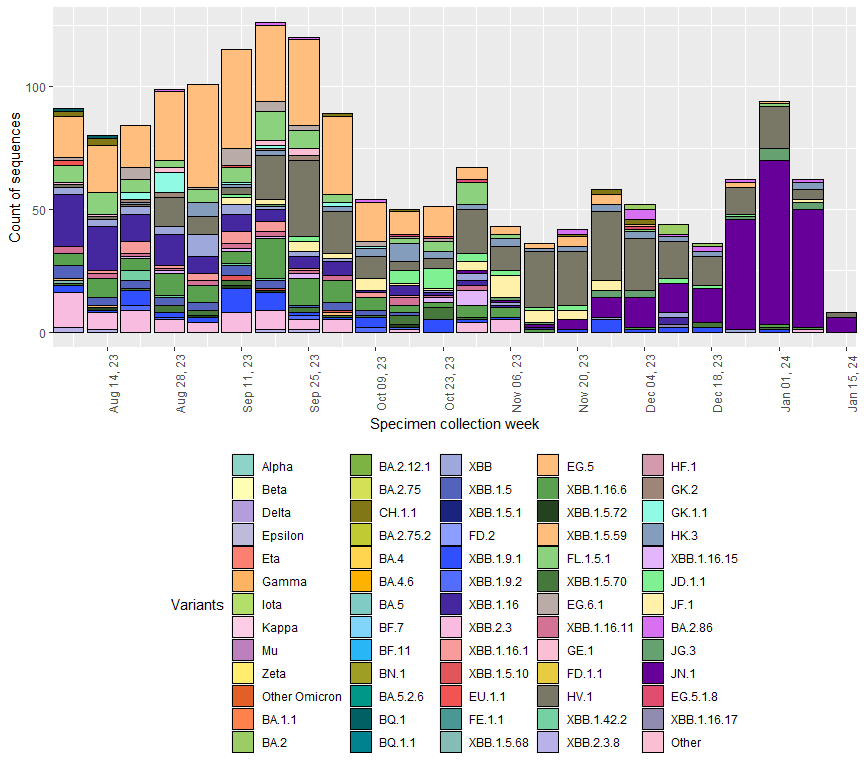 Count of sequences
100
50
0
Aug 14, 23
Aug 28, 23
Sep 11, 23
Sep 25, 23
Oct 09, 23
Oct 23, 23
Nov 06, 23
Nov 20, 23
Dec 04, 23
Dec 18, 23
Jan 01, 24
Jan 15, 24
Specimen collection week
Variants
Alpha
Beta
Delta
Epsilon
Eta
Gamma
Iota
Kappa
Mu
Zeta
Other Omicron
BA.1.1
BA.2
BA.2.12.1
BA.2.75
CH.1.1
BA.2.75.2
BA.4
BA.4.6
BA.5
BF.7
BF.11
BN.1
BA.5.2.6
BQ.1
BQ.1.1
XBB
XBB.1.5
XBB.1.5.1
FD.2
XBB.1.9.1
XBB.1.9.2
XBB.1.16
XBB.2.3
XBB.1.16.1
XBB.1.5.10
EU.1.1
FE.1.1
XBB.1.5.68
EG.5
XBB.1.16.6
XBB.1.5.72
XBB.1.5.59
FL.1.5.1
XBB.1.5.70
EG.6.1
XBB.1.16.11
GE.1
FD.1.1
HV.1
XBB.1.42.2
XBB.2.3.8
HF.1
GK.2
GK.1.1
HK.3
XBB.1.16.15
JD.1.1
JF.1
BA.2.86
JG.3
JN.1
EG.5.1.8
XBB.1.16.17
Other